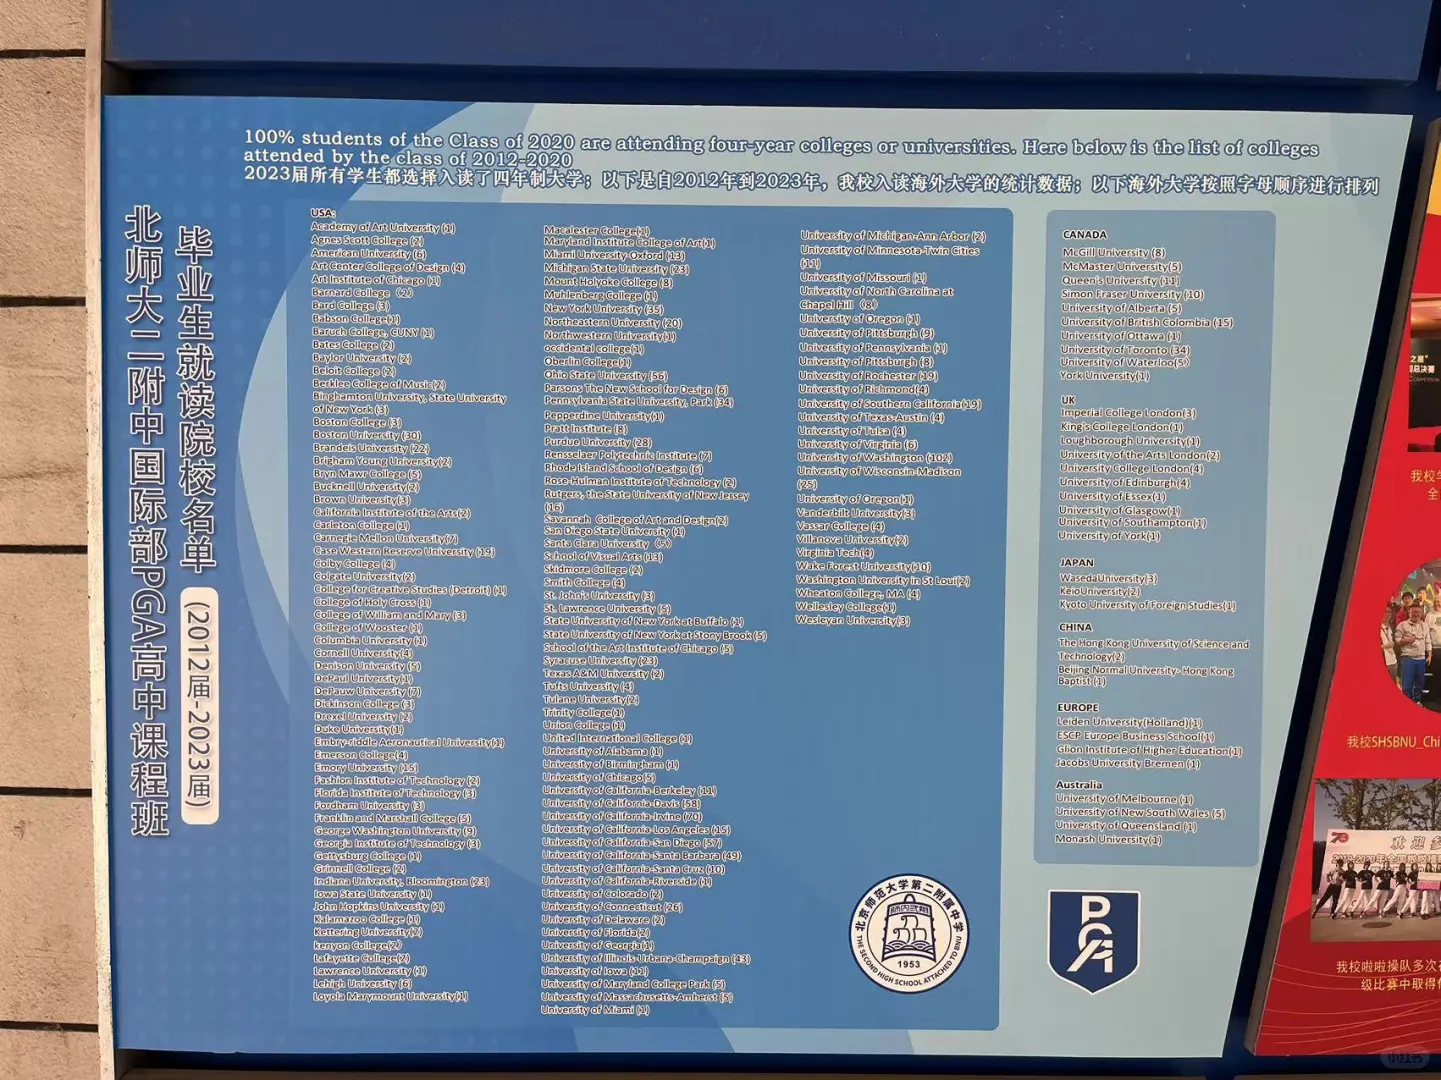 100% students of the Class of 2020 are attending four-year colleges or universities. Here below is the list of colleges
attended by the class of 2012-2020
2023届所有学生都选择入读了四年制大学；以下是自2012年到2023年，我校入读海外大学的统计数据；以下海外大学按照字母顺序进行排列
北师大二附中国际部PGA高中课程班
毕业生就读院校名单
(2012届-2023届)
USA:
Academy of Art University (1)
Agnes Scott College (2)
American University (6)
Art Center College of Design (4)
Art Institute of Chicago (1)
Barnard College （2）
Bard College (3)
Babson College(1)
Baruch College, CUNY (1)
Bates College (2)
Baylor University (2)
Beloit College (2)
Berklee College of Music(2)
Binghamton University, State University
of New York (3)
Boston College (3)
Boston University (30)
Brandeis University (22)
Brigham Young University(2)
Bryn Mawr College (5)
Bucknell University(2)
Brown University(3)
California Institute of the Arts(2)
Carleton College (1)
Carnegie Mellon University(7)
Case Western Reserve University (19)
Colby College (4)
Colgate University(2)
College for Creative Studies (Detroit) (1)
College of Holy Cross (1)
College of William and Mary (3)
College of Wooster (1)
Columbia University (1)
Cornell University(4)
Denison University (5)
DePaul University(1)
DePauw University (7)
Dickinson College (3)
Drexel University (2)
Duke University(1)
Embry-riddle Aeronautical University(1)
Emerson College(4)
Emory University (15)
Fashion Institute of Technology (2)
Florida Institute of Technology (3)
Fordham University (3)
Franklin and Marshall College (5)
George Washington University (9)
Georgia Institute of Technology (3)
Gettysburg College (1)
Grinnell College (2)
Indiana University, Bloomington (23)
Iowa State University (1)
John Hopkins University (1)
Kalamazoo College (1)
Kettering University(2)
kenyon College(2)
Lafayette College(2)
Lawrence University (1)
Lehigh University (6)
Loyola Marymount University(1)
Macalester College(1)
Maryland Institute College of Art(1)
Miami University-Oxford (13)
Michigan State University (23)
Mount Holyoke College (8)
Muhlenberg College (1)
New York University (35)
Northeastern University (20)
Northwestern University(1)
occidental college(1)
Oberlin College(1)
Ohio State University (56)
Parsons The New School for Design (6)
Pennsylvania State University, Park (34)
Pepperdine University(1)
Pratt Institute (8)
Purdue University (28)
Rensselaer Polytechnic Institute (7)
Rhode Island School of Design (6)
Rose-Hulman Institute of Technology (2)
Rutgers, the State University of New Jersey
(16)
Savannah College of Art and Design(2)
San Diego State University (1)
Santa Clara University （5）
School of Visual Arts (13)
Skidmore College (2)
Smith College (4)
St. John's University (3)
St. Lawrence University (5)
State University of New York at Buffalo (1)
State University of New York at Stony Brook (5)
School of the Art Institute of Chicago (5)
Syracuse University (23)
Texas A&M University (2)
Tufts University (4)
Tulane University(2)
Trinity College(1)
Union College (1)
United International College (1)
University of Alabama (1)
University of Birmingham (1)
University of Chicago(5)
University of California-Berkeley (11)
University of California-Davis (58)
University of California-Irvine (70)
University of California-Los Angeles (15)
University of California-San Diego (57)
University of California-Santa Barbara (49)
University of California-Santa Cruz (10)
University of California-Riverside (1)
University of Colorado (2)
University of Connecticut (26)
University of Delaware (2)
University of Florida(2)
University of Georgia(1)
University of Illinois-Urbana-Champaign (43)
University of Iowa (11)
University of Maryland College Park (5)
University of Massachusetts-Amherst (5)
University of Miami (1)
University of Michigan-Ann Arbor (2)
University of Minnesota-Twin Cities
(11)
University of Missouri (1)
University of North Carolina at
Chapel Hill （8）
University of Oregon (1)
University of Pittsburgh (9)
University of Pennsylvania (1)
University of Pittsburgh (8)
University of Rochester (19)
University of Richmond(4)
University of Southern California(19)
University of Texas-Austin (4)
University of Tulsa (4)
University of Virginia (6)
University of Washington (102)
University of Wisconsin-Madison
(25)
University of Oregon(1)
Vanderbilt University(3)
Vassar College (4)
Villanova University(2)
Virginia Tech(4)
Wake Forest University(10)
Washington University in St Loui(2)
Wheaton College, MA (4)
Wellesley College(1)
Wesleyan University(3)
CANADA
McGill University (8)
McMaster University(5)
Queen's University (11)
Simon Fraser University (10)
University of Alberta (5)
University of British Colombia (15)
University of Ottawa (1)
University of Toronto (34)
University of Waterloo(5)
York University(1)
UK
Imperial College London(3)
King's College London(1)
Loughborough University(1)
University of the Arts London(2)
University College London(4)
University of Edinburgh(4)
University of Essex(1)
University of Glasgow(1)
University of Southampton(1)
University of York(1)
JAPAN
WasedaUniversity(3)
KeioUniversity(2)
Kyoto University of Foreign Studies(1)
CHINA
The Hong Kong University of Science and
Technology(2)
Beijing Normal University- Hong Kong
Baptist (1)
EUROPE
Leiden University(Holland)(1)
ESCP Europe Business School(1)
Glion Institute of Higher Education(1)
Jacobs University Bremen (1)
Australia
University of Melbourne (1)
University of New South Wales (5)
University of Queensland (1)
Monash University(1)
北京师范大学第二附属中学
1953
THE SECOND HIGH SCHOOL ATTACHED TO BNU
PGA
总决赛
我校
全
我校SHSBNU_Chi
欢迎
我校啦啦操队多次在
级比赛中取得
小红书